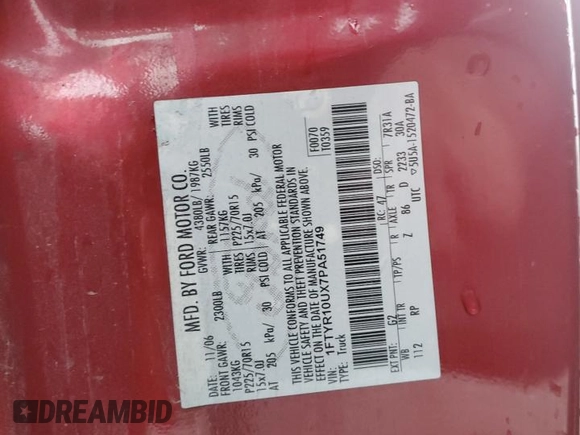 MFD. BY FORD MOTOR CO.
DATE: 11/06 GVWR: 4380LB/ 1987KG
FRONT GAWR: 2300LB REAR GAWR: 2550LB
1043KG WITH 1157KG WITH
P225/70R15 TIRES P225/70R15 TIRES
15x7.0J RIMS 15x7.0J RIMS
AT 205 kPa/ 30 PSI COLD AT 205 kPa/ 30 PSI COLD
THIS VEHICLE CONFORMS TO ALL APPLICABLE FEDERAL MOTOR
VEHICLE SAFETY AND THEFT PREVENTION STANDARDS IN
EFFECT ON THE DATE OF MANUFACTURE SHOWN ABOVE.
VIN: 1FTYR10UX7PA51749 F0070
TYPE: Truck T0359
EXT PNT: G2 RC: 47 DSO:
WB INT TR TP/PS R AXLE TR SPR 7R31A
112 RP Z 86 D 2233 30A
UTC ▽5U5A-1520472-BA
DREAMBID